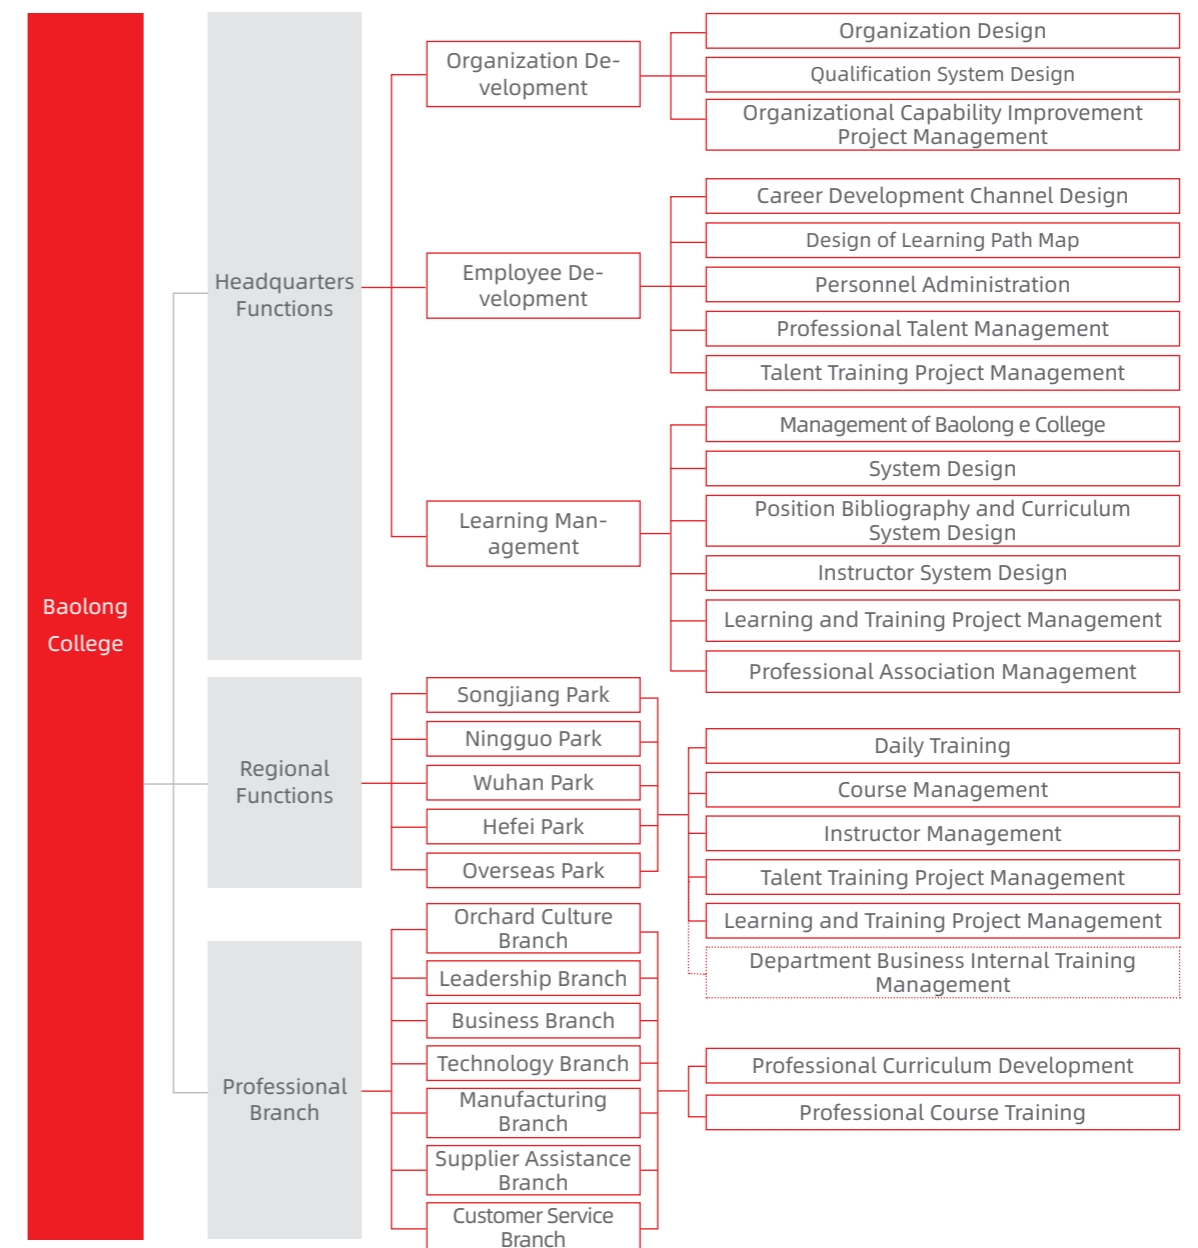 Baolong
College
Headquarters
Functions
Organization De-
velopment
Organization Design
Qualification System Design
Organizational Capability Improvement
Project Management
Employee De-
velopment
Career Development Channel Design
Design of Learning Path Map
Personnel Administration
Professional Talent Management
Talent Training Project Management
Learning Man-
agement
Management of Baolong e College
System Design
Position Bibliography and Curriculum
System Design
Instructor System Design
Learning and Training Project Management
Professional Association Management
Regional
Functions
Songjiang Park
Ningguo Park
Wuhan Park
Hefei Park
Overseas Park
Daily Training
Course Management
Instructor Management
Talent Training Project Management
Learning and Training Project Management
Department Business Internal Training
Management
Professional
Branch
Orchard Culture
Branch
Leadership Branch
Business Branch
Technology Branch
Manufacturing
Branch
Supplier Assistance
Branch
Customer Service
Branch
Professional Curriculum Development
Professional Course Training